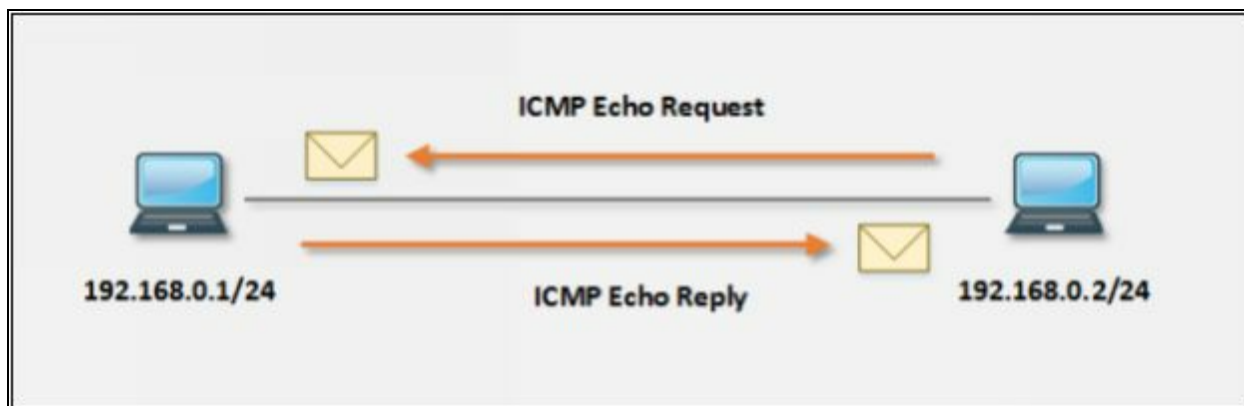 ICMP Echo Request
192.168.0.1/24
ICMP Echo Reply
192.168.0.2/24